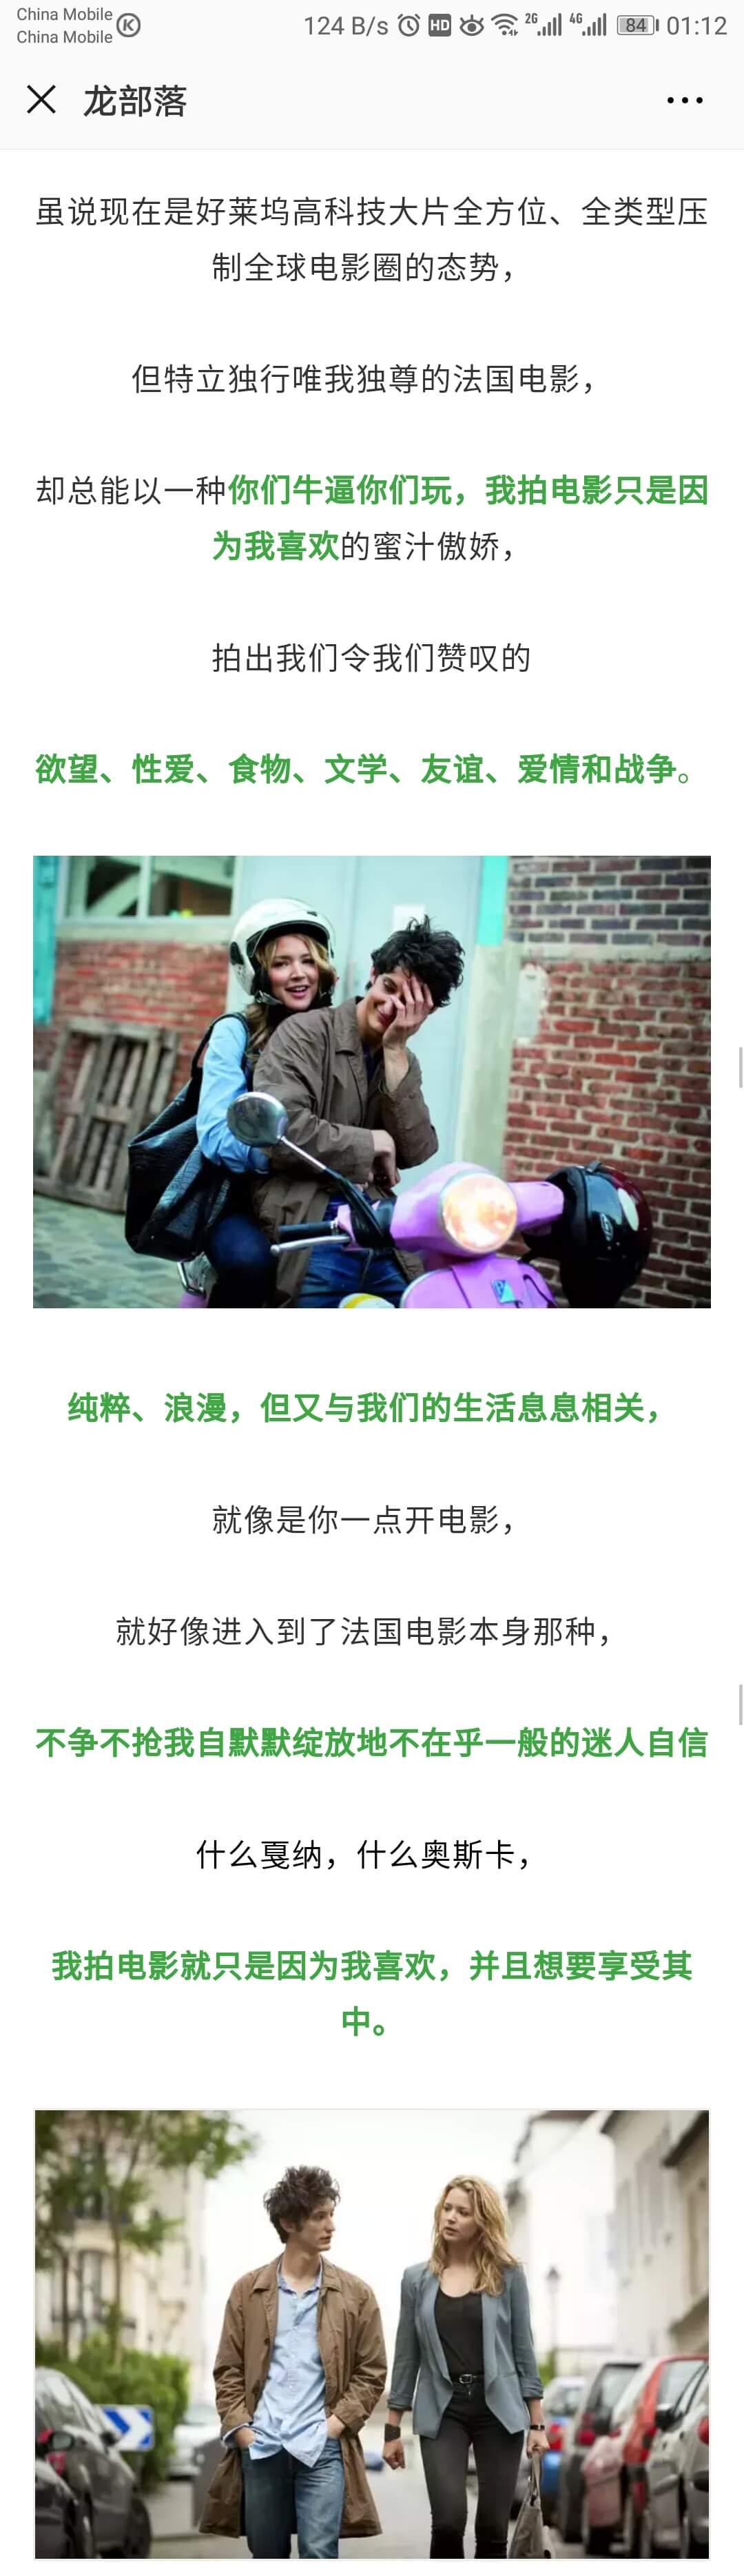 China Mobile
China Mobile
124 B/s HD 2G 4G 84 01:12
龙部落
虽说现在是好莱坞高科技大片全方位、全类型压
制全球电影圈的态势，
但特立独行唯我独尊的法国电影，
却总能以一种你们牛逼你们玩，我拍电影只是因
为我喜欢的蜜汁傲娇，
拍出我们令我们赞叹的
欲望、性爱、食物、文学、友谊、爱情和战争。
纯粹、浪漫，但又与我们的生活息息相关，
就像是你一点开电影，
就好像进入到了法国电影本身那种，
不争不抢我自默默绽放地不在乎一般的迷人自信
什么戛纳，什么奥斯卡，
我拍电影就只是因为我喜欢，并且想要享受其
中。